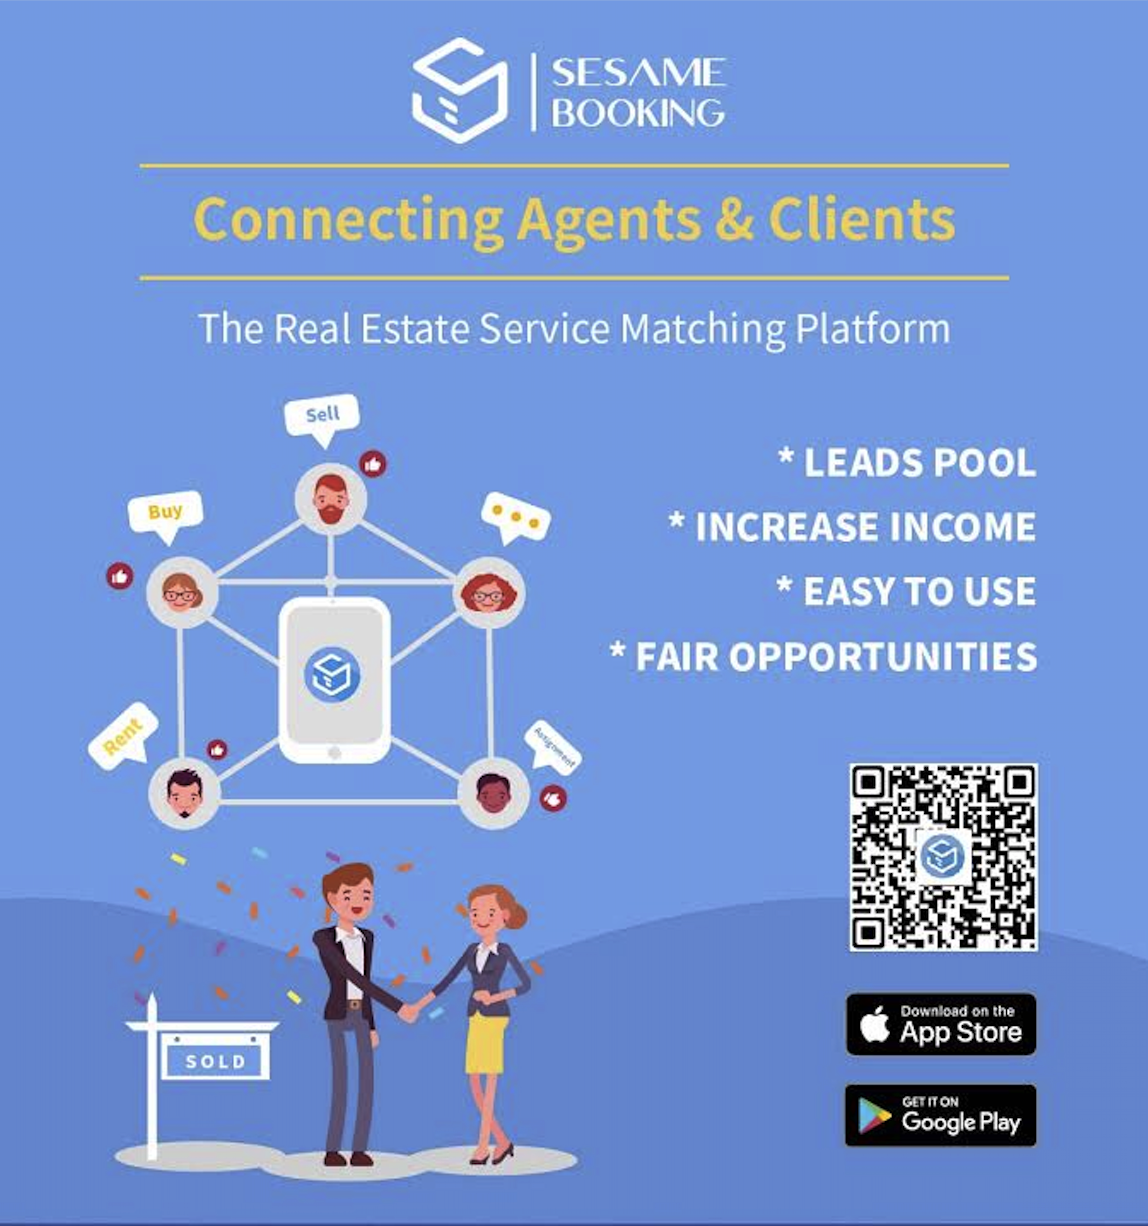 SESAME
BOOKING
Connecting Agents & Clients
The Real Estate Service Matching Platform
Sell
Buy
Rent
Assignment
* LEADS POOL
* INCREASE INCOME
* EASY TO USE
* FAIR OPPORTUNITIES
SOLD
Download on the
App Store
GET IT ON
Google Play